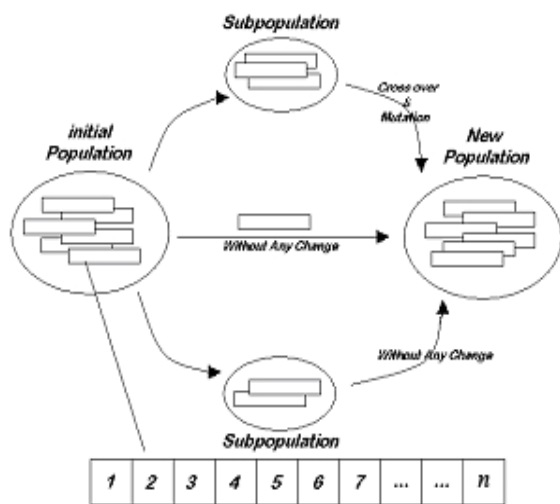 Subpopulation
Cross over
&
Mutation
initial
Population
New
Population
Without Any Change
Without Any Change
Subpopulation
1 2 3 4 5 6 7 ... ... n